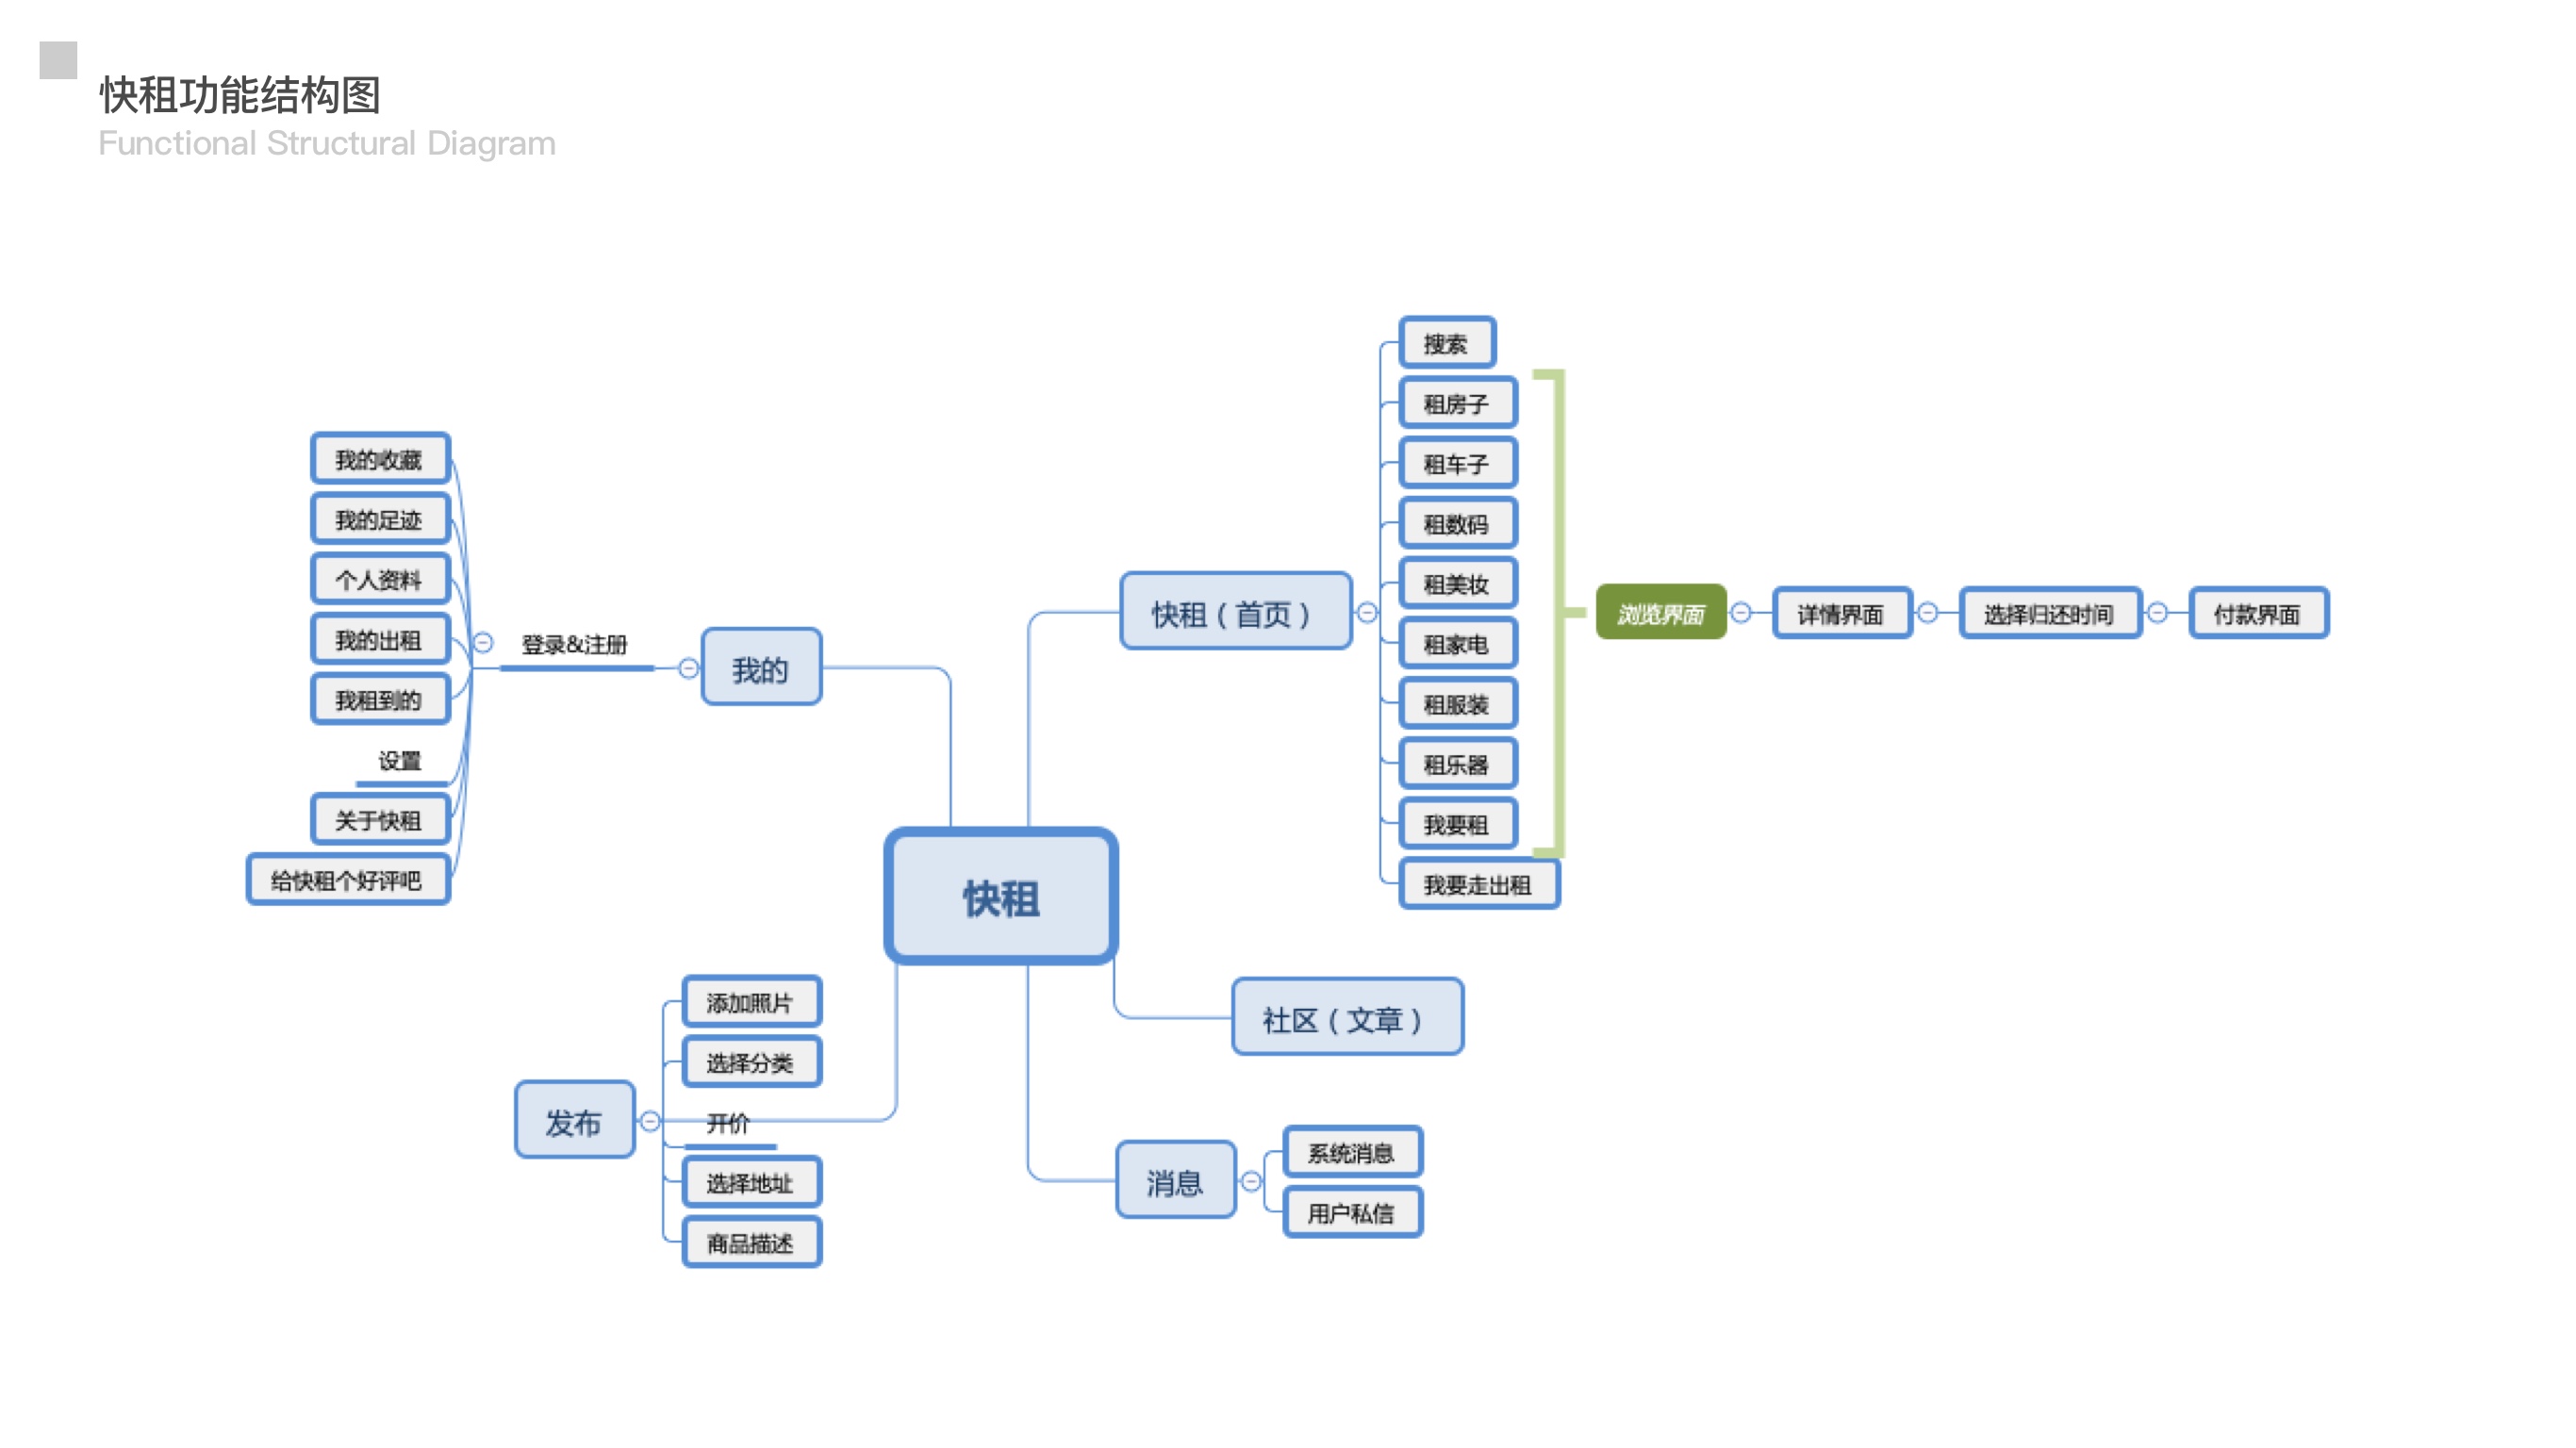 快租功能结构图
Functional Structural Diagram
我的收藏
我的足迹
个人资料
我的出租
我租到的
设置
关于快租
给快租个好评吧
登录&注册
我的
快租
快租（首页）
搜索
租房子
租车子
租数码
租美妆
租家电
租服装
租乐器
我要租
我要走出租
浏览界面
详情界面
选择归还时间
付款界面
社区（文章）
消息
系统消息
用户私信
发布
添加照片
选择分类
开价
选择地址
商品描述